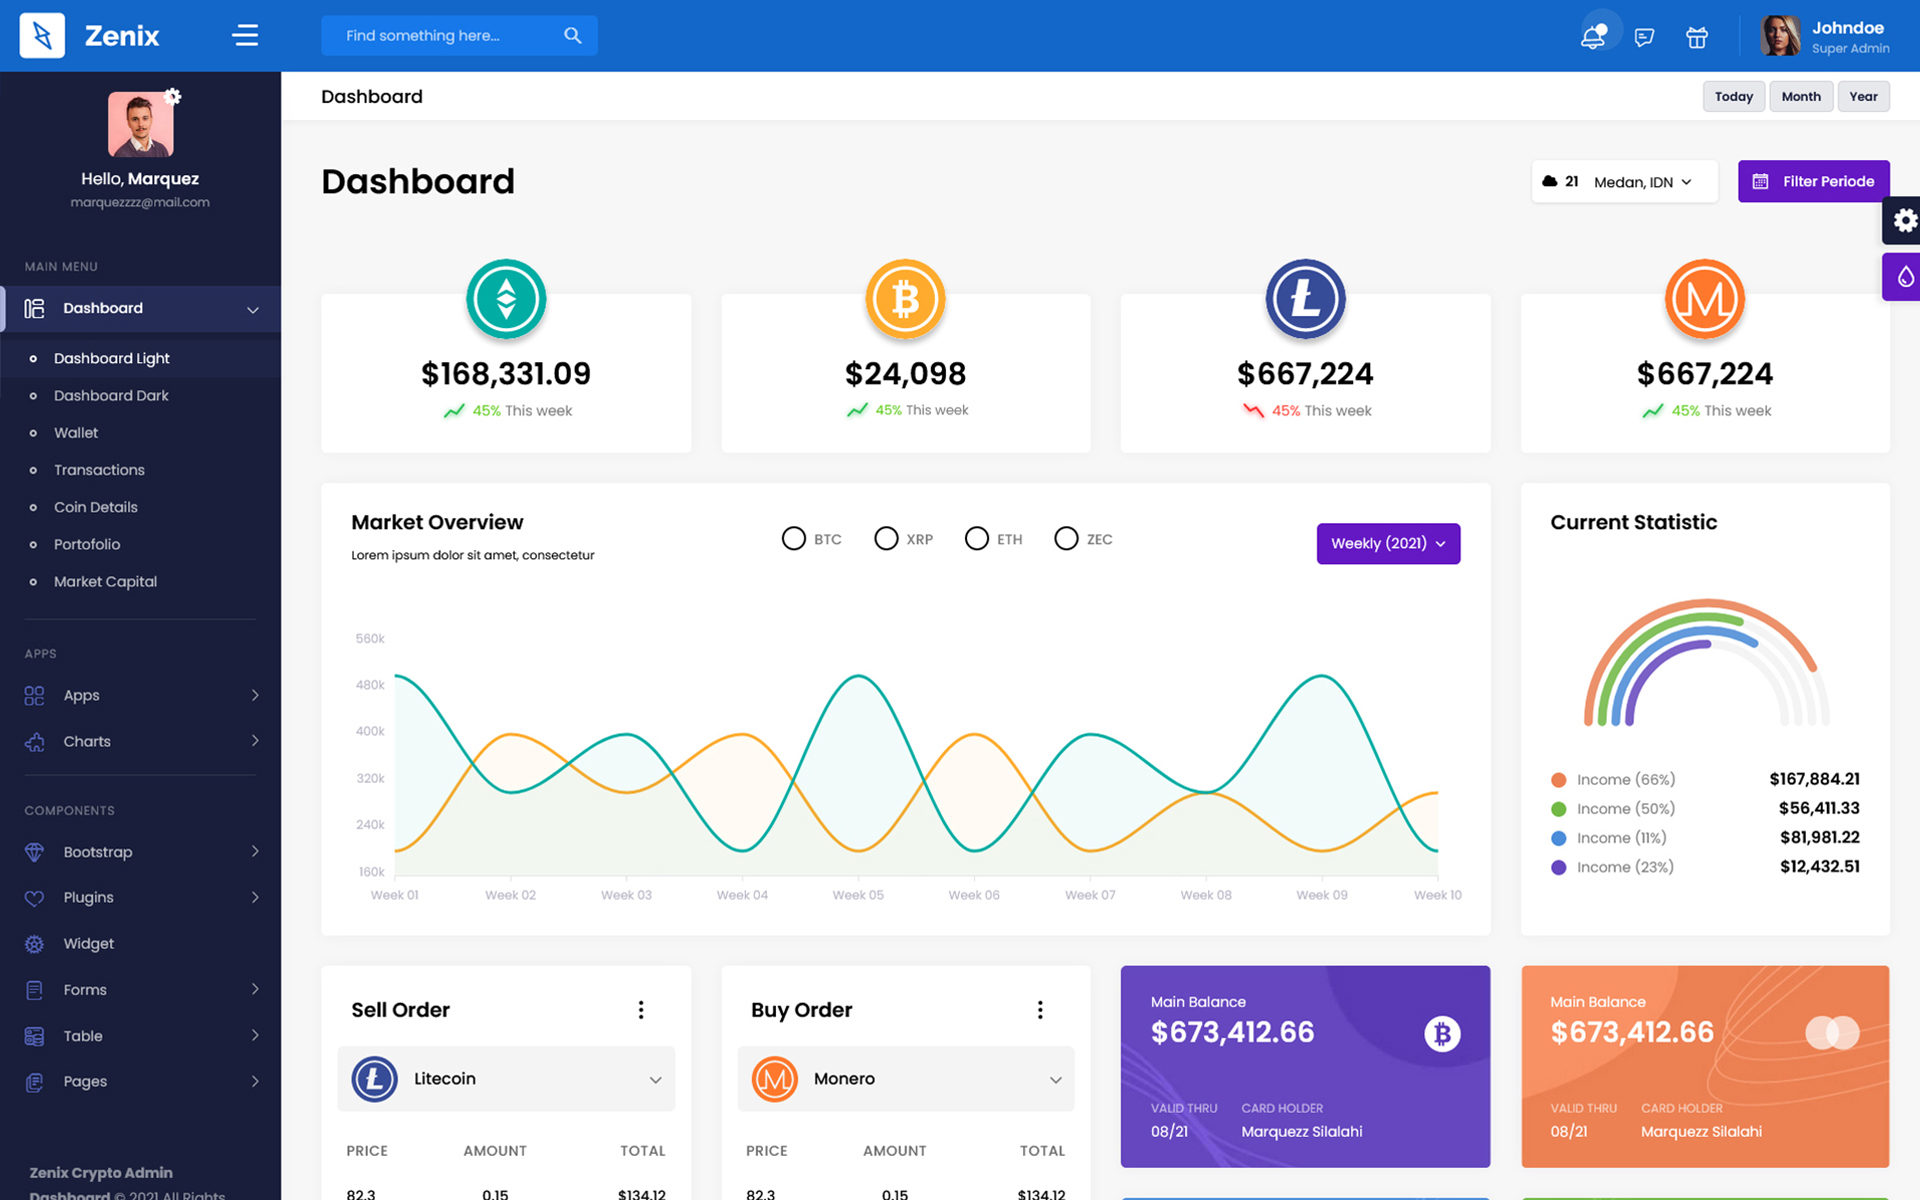 Zenix
Find something here...
Johndoe
Super Admin
Hello, Marquez
marquezzzz@mail.com
MAIN MENU
Dashboard
Dashboard Light
Dashboard Dark
Wallet
Transactions
Coin Details
Portofolio
Market Capital
APPS
Apps
Charts
COMPONENTS
Bootstrap
Plugins
Widget
Forms
Table
Pages
Zenix Crypto Admin
Dashboard © 2021 All Rights
Dashboard
Today Month Year
Dashboard
21 Medan, IDN
Filter Periode
$168,331.09
45% This week
$24,098
45% This week
$667,224
45% This week
$667,224
45% This week
Market Overview
Lorem ipsum dolor sit amet, consectetur
BTC XRP ETH ZEC
Weekly (2021)
560k
480k
400k
320k
240k
160k
Week 01 Week 02 Week 03 Week 04 Week 05 Week 06 Week 07 Week 08 Week 09 Week 10
Current Statistic
Income (66%) $167,884.21
Income (50%) $56,411.33
Income (11%) $81,981.22
Income (23%) $12,432.51
Sell Order
Litecoin
PRICE AMOUNT TOTAL
82.3 0.15 $134.12
Buy Order
Monero
PRICE AMOUNT TOTAL
82.3 0.15 $134.12
Main Balance
$673,412.66
VALID THRU CARD HOLDER
08/21 Marquezz Silalahi
Main Balance
$673,412.66
VALID THRU CARD HOLDER
08/21 Marquezz Silalahi